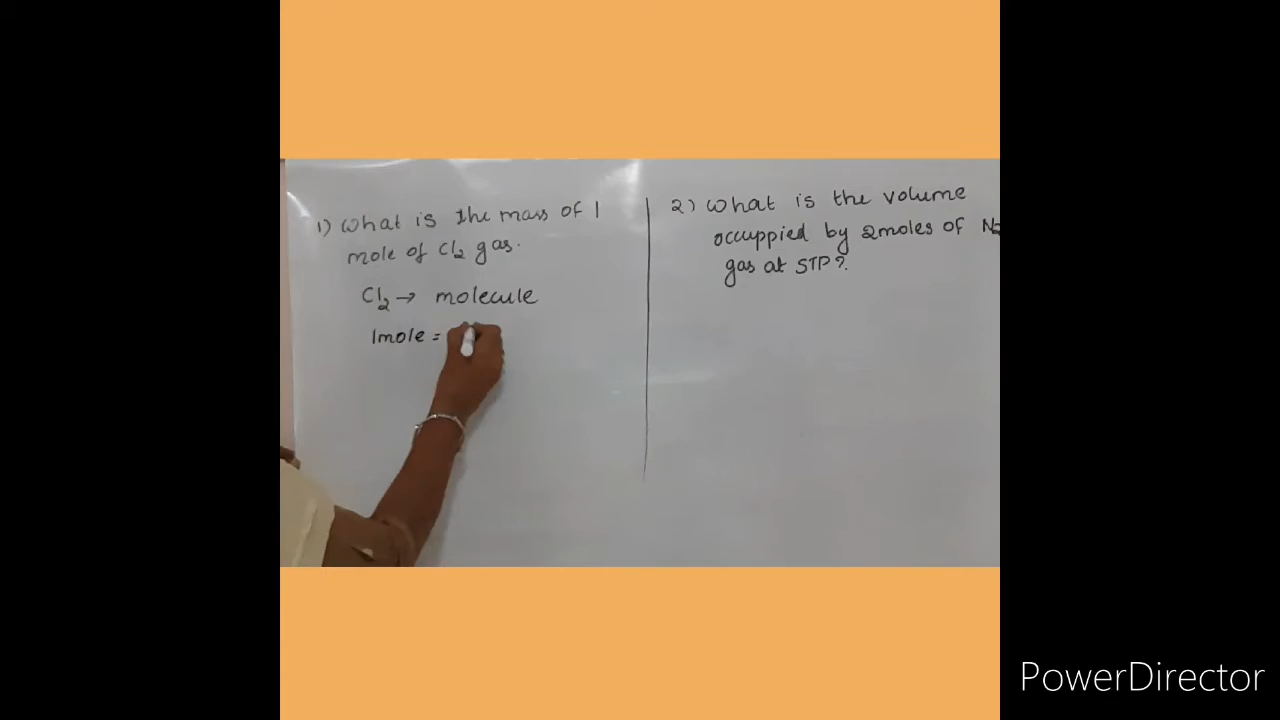 1) What is the mass of 1
mole of Cl2 gas.
Cl2 → molecule
1mole =
2) What is the volume
occuppied by 2moles of N2
gas at STP?
PowerDirector